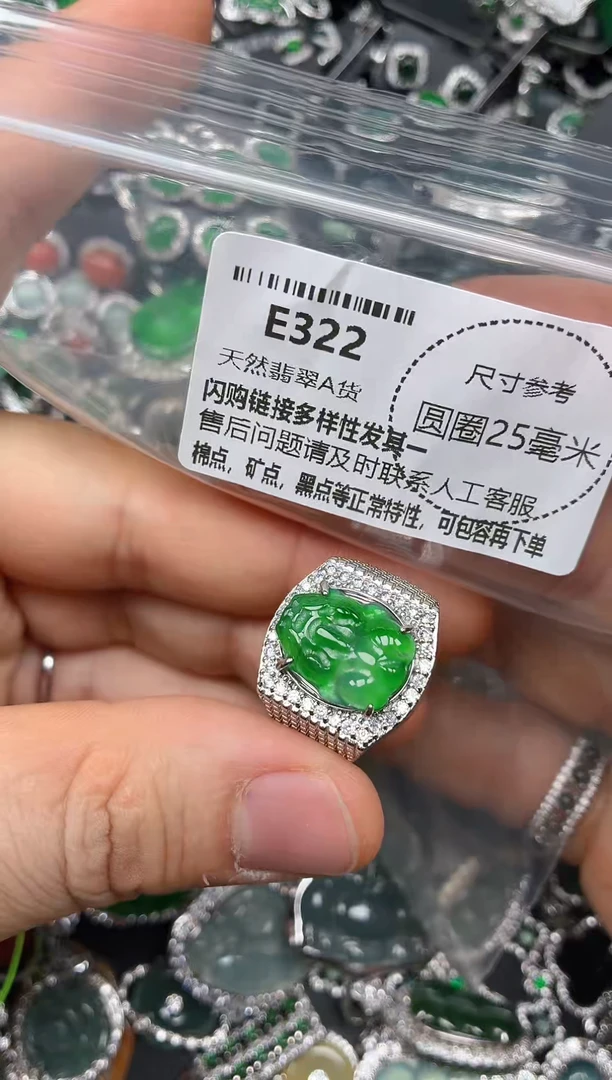 E322
天然翡翠A货
闪购链接多样性发其一
售后问题请及时联系人工客服
棉点，矿点，黑点等正常特性，可包容再下单
尺寸参考
圆圈25毫米